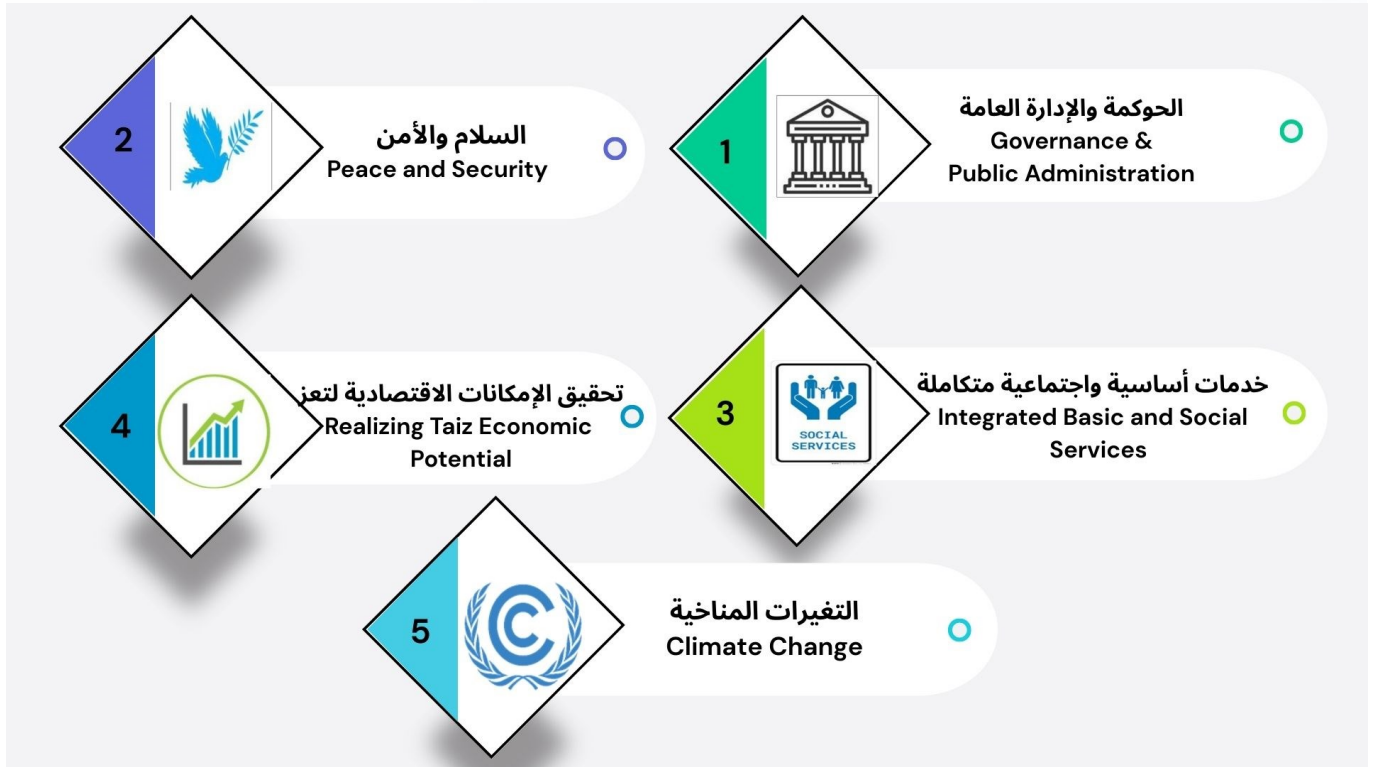 1
الحوكمة والإدارة العامة
Governance &
Public Administration
2
السلام والأمن
Peace and Security
3
SOCIAL
SERVICES
خدمات أساسية واجتماعية متكاملة
Integrated Basic and Social
Services
4
تحقيق الإمكانات الاقتصادية لتعز
Realizing Taiz Economic
Potential
5
التغيرات المناخية
Climate Change